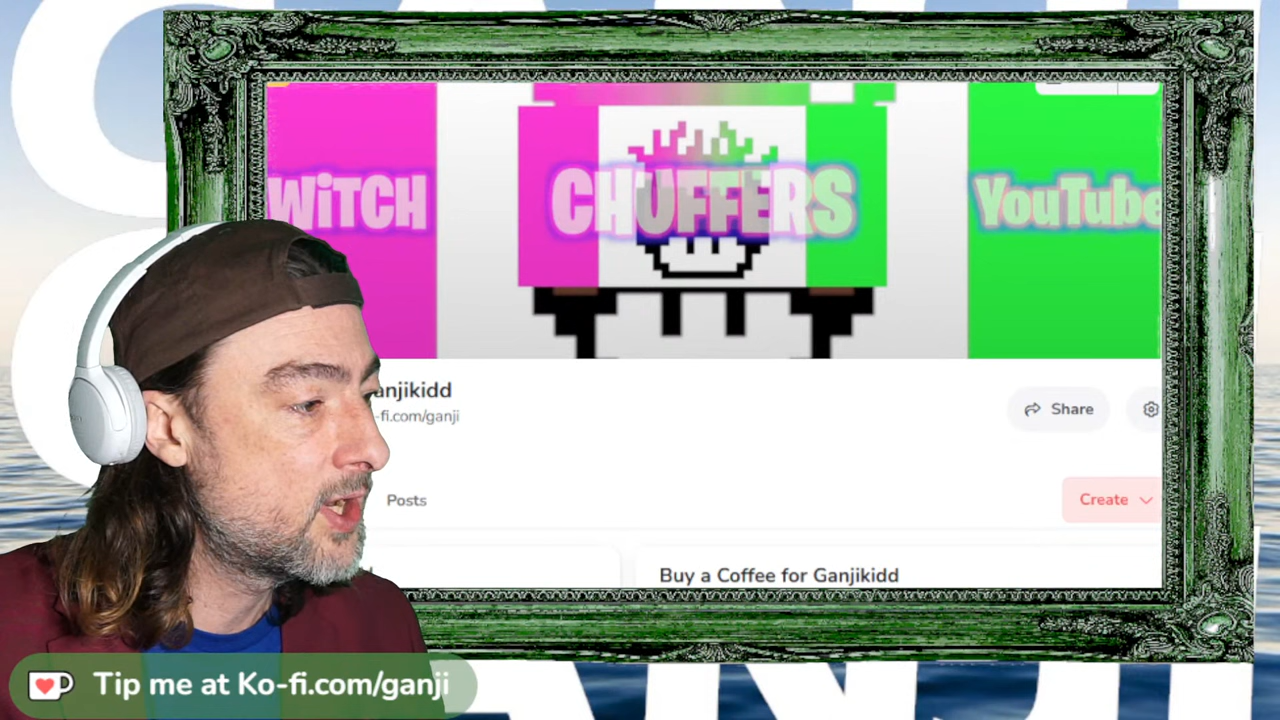 WiTCH
CHUFFERS
YouTube
anjikidd
-fi.com/ganji
Share
Posts
Create
Buy a Coffee for Ganjikidd
Tip me at Ko-fi.com/ganji